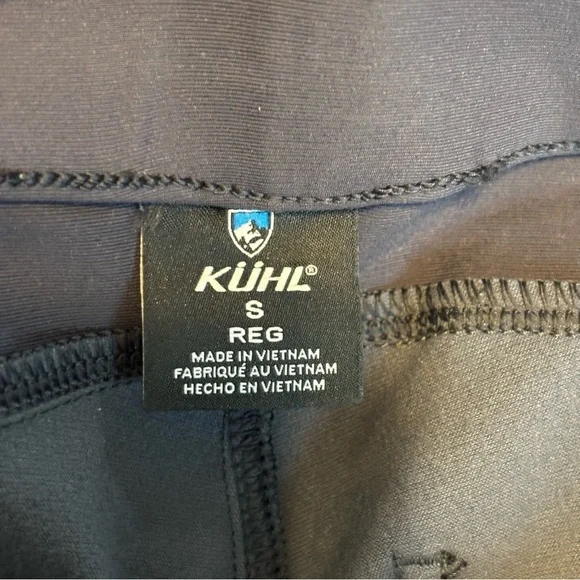 KÜHL®
S
REG
MADE IN VIETNAM
FABRIQUÉ AU VIETNAM
HECHO EN VIETNAM